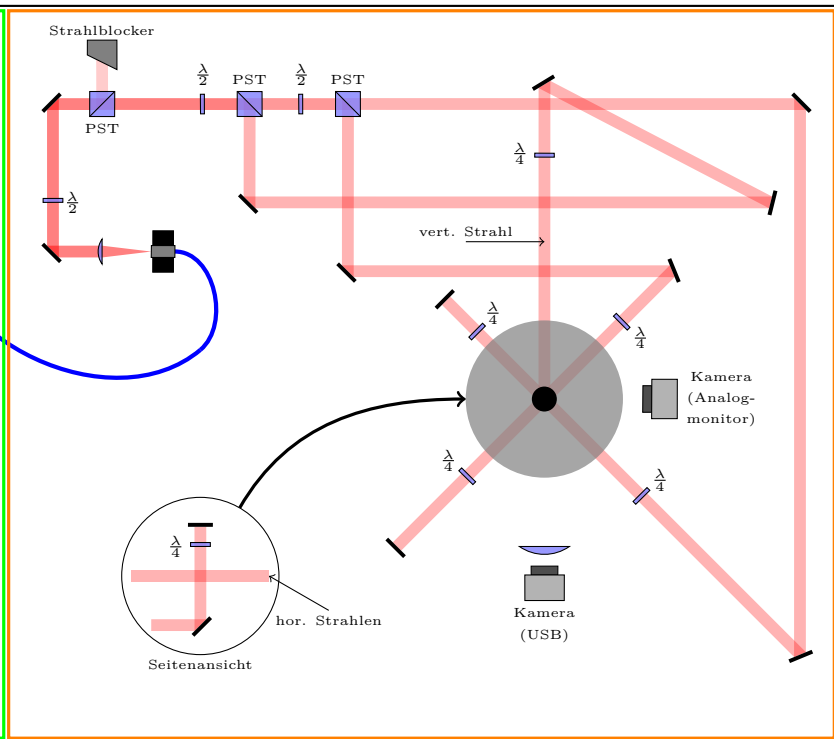 Strahlblocker
λ/2
PST
λ/2
PST
PST
λ/4
λ/2
vert. Strahl
λ/4
λ/4
Kamera
(Analog-
monitor)
λ/4
λ/4
λ/4
Kamera
(USB)
hor. Strahlen
Seitenansicht